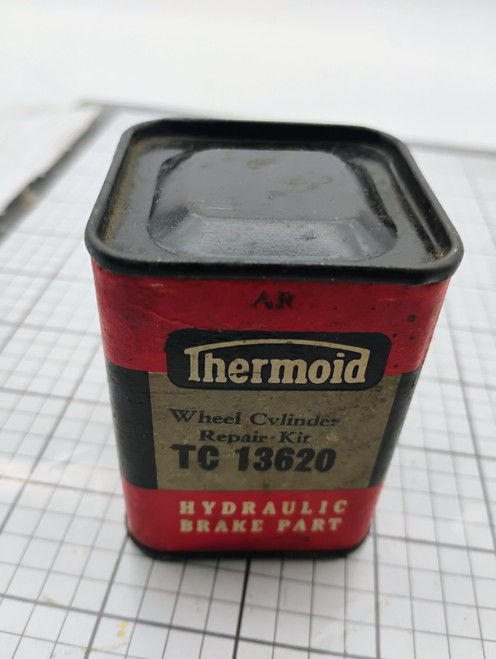 AR
Thermoid
Wheel Cylinder
Repair Kit
TC 13620
HYDRAULIC
BRAKE PART